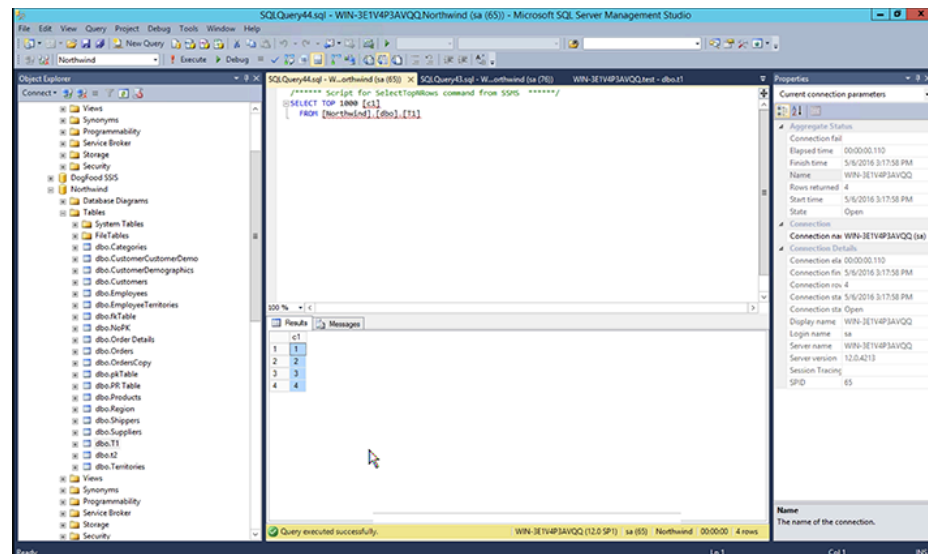 SQLQuery44.sql - WIN-3E1V4P3AVQQ.Northwind (sa (65)) - Microsoft SQL Server Management Studio
File Edit View Query Project Debug Tools Window Help
New Query
Northwind Execute Debug
Object Explorer
Connect
Views
Synonyms
Programmability
Service Broker
Storage
Security
DogFood SSIS
Northwind
Database Diagrams
Tables
System Tables
FileTables
dbo.Categories
dbo.CustomerCustomerDemo
dbo.CustomerDemographics
dbo.Customers
dbo.Employees
dbo.EmployeeTerritories
dbo.fkTable
dbo.NoPK
dbo.Order Details
dbo.Orders
dbo.OrdersCopy
dbo.pkTable
dbo.PR Table
dbo.Products
dbo.Region
dbo.Shippers
dbo.Suppliers
dbo.T1
dbo.t2
dbo.Territories
Views
Synonyms
Programmability
Service Broker
Storage
Security
SQLQuery44.sql - W...orthwind (sa (65)) SQLQuery43.sql - W...orthwind (sa (76)) WIN-3E1V4P3AVQQ.test - dbo.t1
/****** Script for SelectTopNRows command from SSMS ******/
SELECT TOP 1000 [c1]
FROM [Northwind].[dbo].[T1]
100 %
Results Messages
c1
1 1
2 2
3 3
4 4
Query executed successfully. WIN-3E1V4P3AVQQ (12.0 SP1) sa (65) Northwind 00:00:00 4 rows
Properties
Current connection parameters
Aggregate Status
Connection fail
Elapsed time 00:00:00.110
Finish time 5/6/2016 3:17:58 PM
Name WIN-3E1V4P3AVQQ
Rows returned 4
Start time 5/6/2016 3:17:58 PM
State Open
Connection
Connection nai WIN-3E1V4P3AVQQ (sa)
Connection Details
Connection ela 00:00:00.110
Connection fin 5/6/2016 3:17:58 PM
Connection rov 4
Connection sta 5/6/2016 3:17:58 PM
Connection sta Open
Display name WIN-3E1V4P3AVQQ
Login name sa
Server name WIN-3E1V4P3AVQQ
Server version 12.0.4213
Session Tracing
SPID 65
Name
The name of the connection.
Ready Ln 1 Col 1 INS